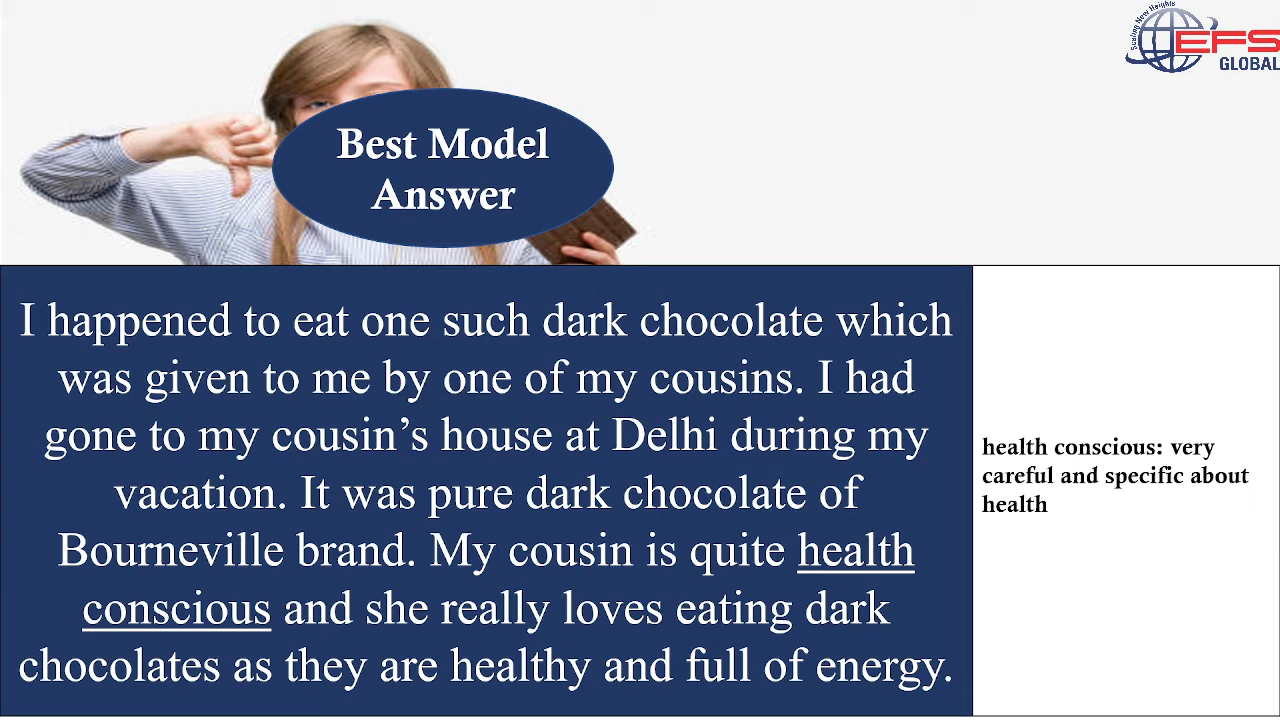 Scaling New Heights
EFS
GLOBAL
Best Model
Answer
I happened to eat one such dark chocolate which
was given to me by one of my cousins. I had
gone to my cousin’s house at Delhi during my
vacation. It was pure dark chocolate of
Bourneville brand. My cousin is quite health
conscious and she really loves eating dark
chocolates as they are healthy and full of energy.
health conscious: very
careful and specific about
health